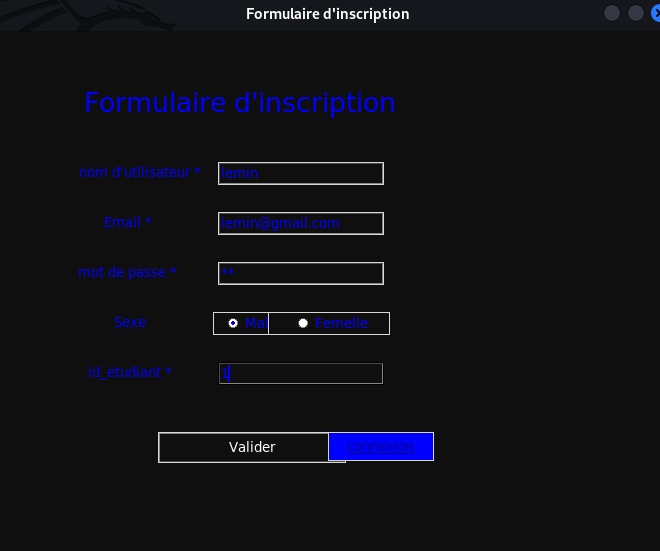 Formulaire d'inscription
Formulaire d'inscription
nom d'utilisateur * lemin
Email * lemin@gmail.com
mot de passe * **
Sexe Mal Femelle
id_etudiant * 1
Valider connexion